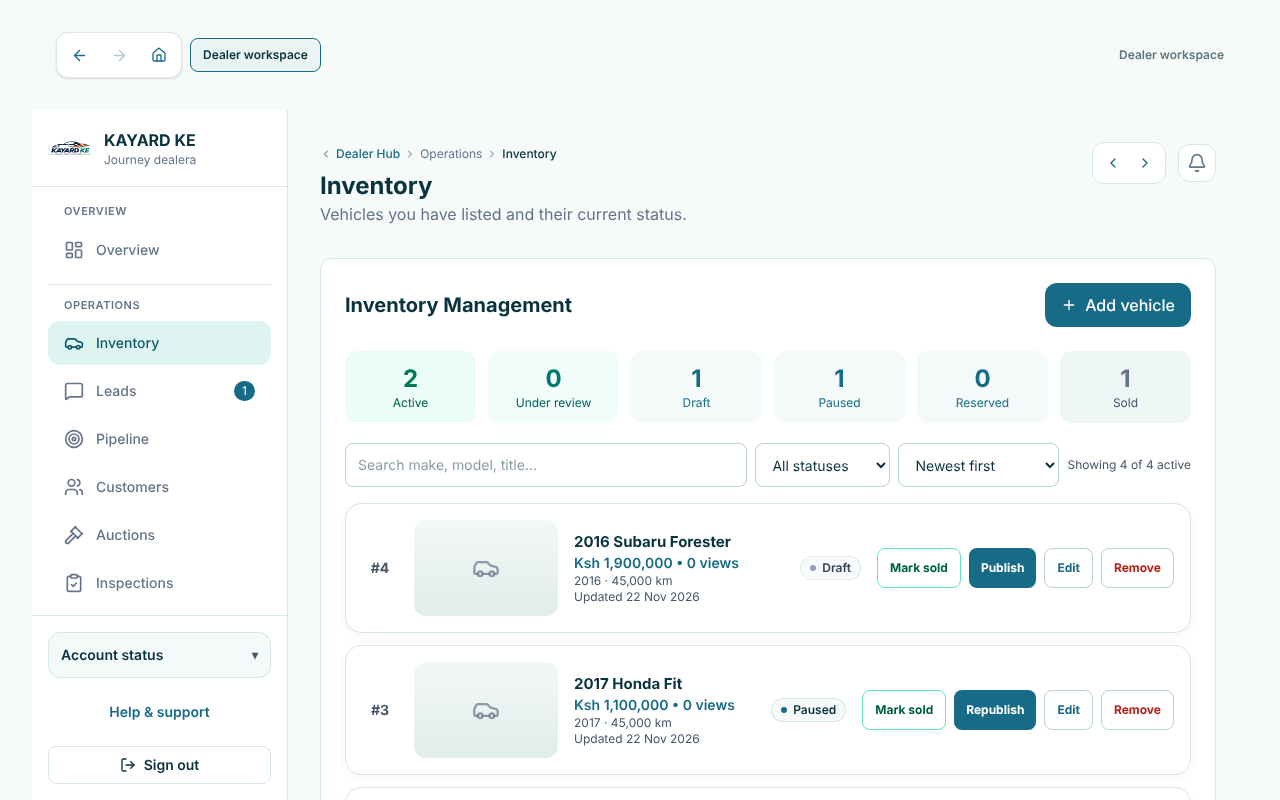 Dealer workspace
Dealer workspace
KAYARD KE
KAYARD KE
Journey dealera
OVERVIEW
Overview
OPERATIONS
Inventory
Leads
1
Pipeline
Customers
Auctions
Inspections
Account status
Help & support
Sign out
Dealer Hub
Operations
Inventory
Inventory
Vehicles you have listed and their current status.
Inventory Management
+ Add vehicle
2
Active
0
Under review
1
Draft
1
Paused
0
Reserved
1
Sold
Search make, model, title...
All statuses
Newest first
Showing 4 of 4 active
#4
2016 Subaru Forester
Ksh 1,900,000 • 0 views
2016 · 45,000 km
Updated 22 Nov 2026
Draft
Mark sold
Publish
Edit
Remove
#3
2017 Honda Fit
Ksh 1,100,000 • 0 views
2017 · 45,000 km
Updated 22 Nov 2026
Paused
Mark sold
Republish
Edit
Remove